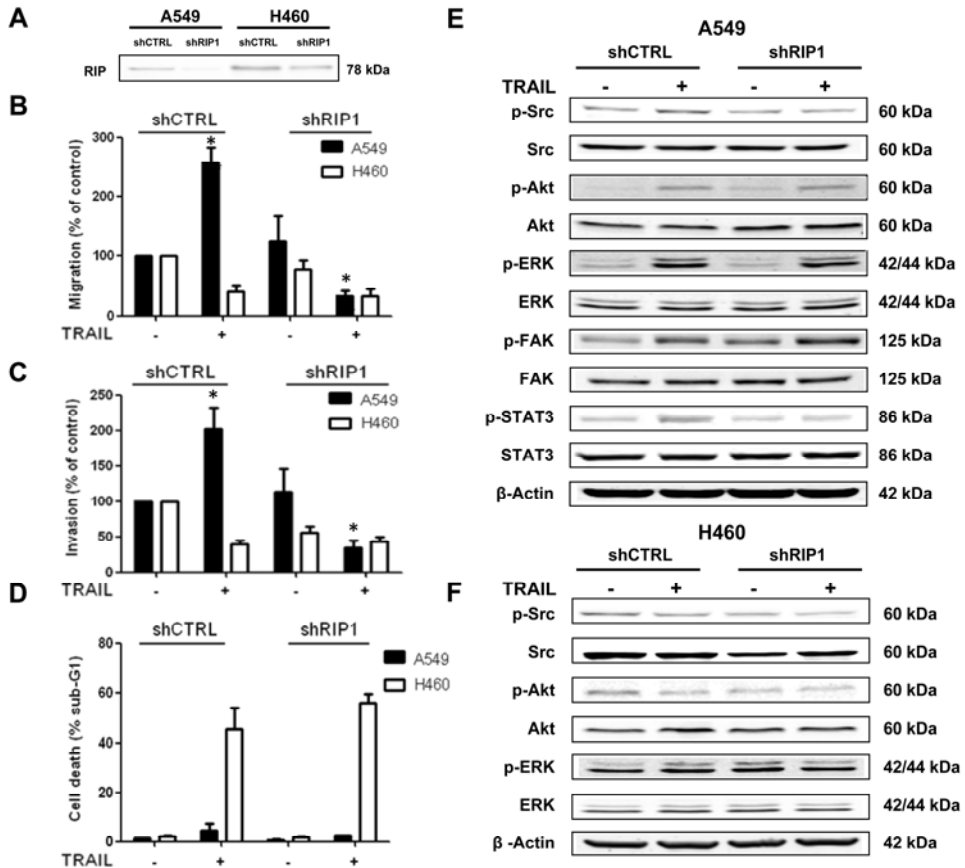 A
A549 H460
shCTRL shRIP1 shCTRL shRIP1
RIP 78 kDa
B
shCTRL shRIP1
Migration (% of control)
300
200
100
50
0
*
*
A549
H460
TRAIL - + - +
C
shCTRL shRIP1
Invasion (% of control)
250
200
150
100
50
0
*
*
A549
H460
TRAIL - + - +
D
shCTRL shRIP1
Cell death (% sub-G1)
80
60
40
20
0
A549
H460
TRAIL - + - +
E
A549
shCTRL shRIP1
TRAIL - + - +
p-Src 60 kDa
Src 60 kDa
p-Akt 60 kDa
Akt 60 kDa
p-ERK 42/44 kDa
ERK 42/44 kDa
p-FAK 125 kDa
FAK 125 kDa
p-STAT3 86 kDa
STAT3 86 kDa
β-Actin 42 kDa
H460
shCTRL shRIP1
F
TRAIL - + - +
p-Src 60 kDa
Src 60 kDa
p-Akt 60 kDa
Akt 60 kDa
p-ERK 42/44 kDa
ERK 42/44 kDa
β -Actin 42 kDa